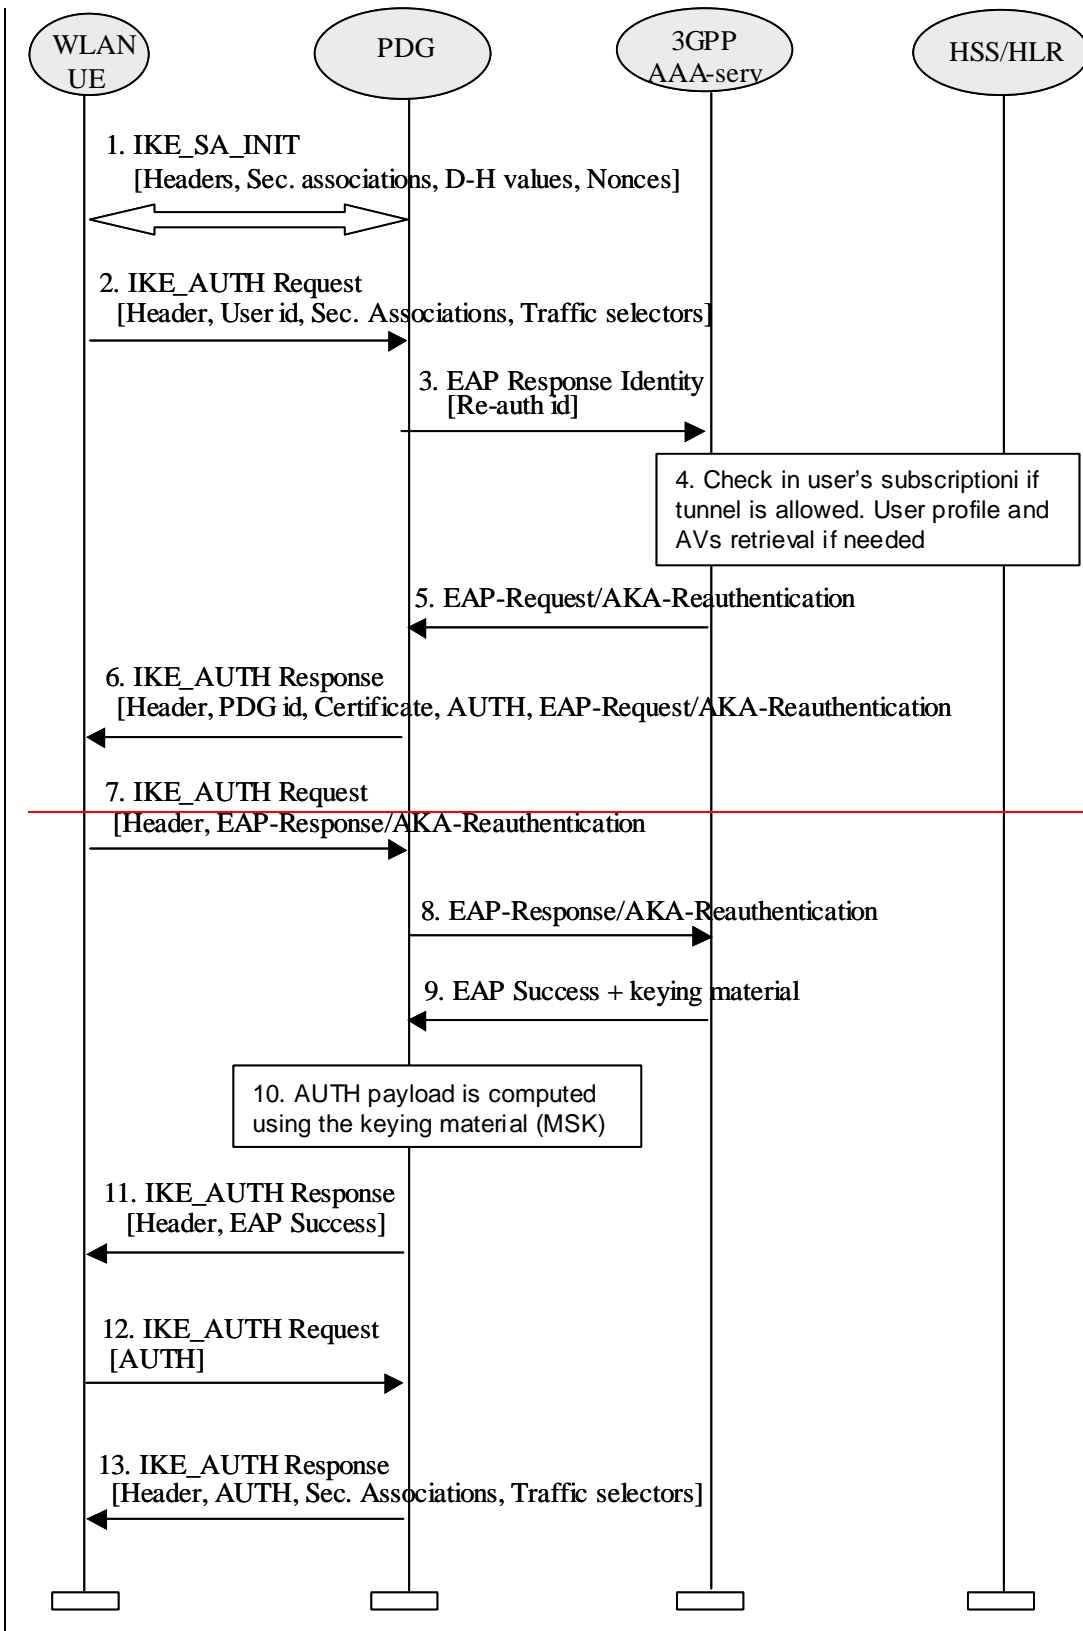 WLAN
UE
PDG
3GPP
AAA-serv
HSS/HLR
1. IKE_SA_INIT
[Headers, Sec. associations, D-H values, Nonces]
2. IKE_AUTH Request
[Header, User id, Sec. Associations, Traffic selectors]
3. EAP Response Identity
[Re-auth id]
4. Check in user's subscriptioni if
tunnel is allowed. User profile and
AVs retrieval if needed
5. EAP-Request/AKA-Reauthentication
6. IKE_AUTH Response
[Header, PDG id, Certificate, AUTH, EAP-Request/AKA-Reauthentication
7. IKE_AUTH Request
[Header, EAP-Response/AKA-Reauthentication
8. EAP-Response/AKA-Reauthentication
9. EAP Success + keying material
10. AUTH payload is computed
using the keying material (MSK)
11. IKE_AUTH Response
[Header, EAP Success]
12. IKE_AUTH Request
[AUTH]
13. IKE_AUTH Response
[Header, AUTH, Sec. Associations, Traffic selectors]